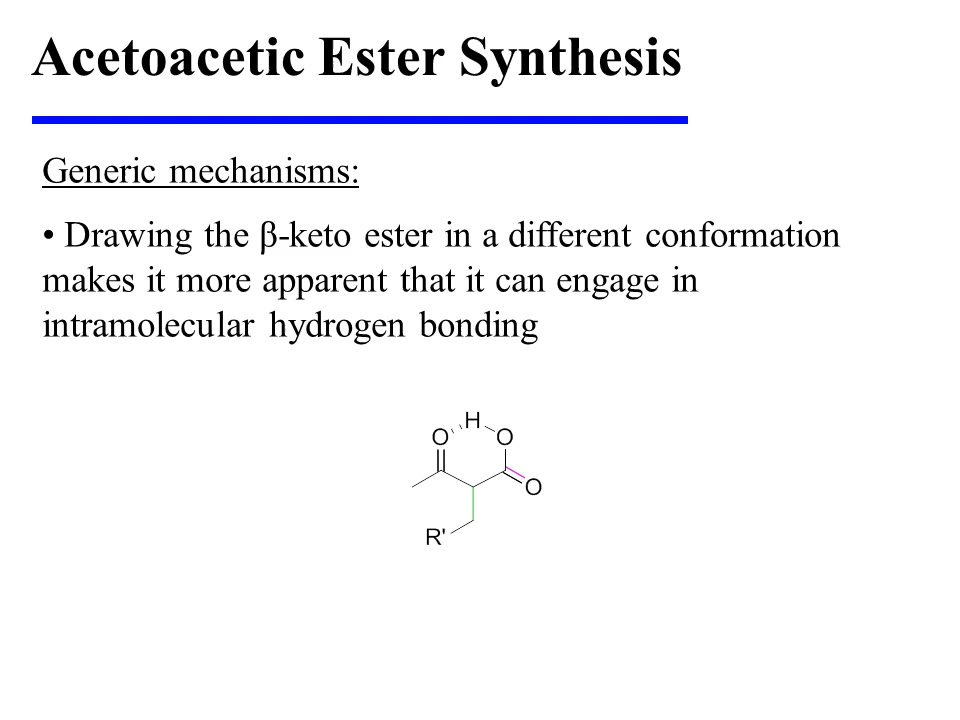 Acetoacetic Ester Synthesis
Generic mechanisms:
• Drawing the β-keto ester in a different conformation
makes it more apparent that it can engage in
intramolecular hydrogen bonding
H
O O
O
R'